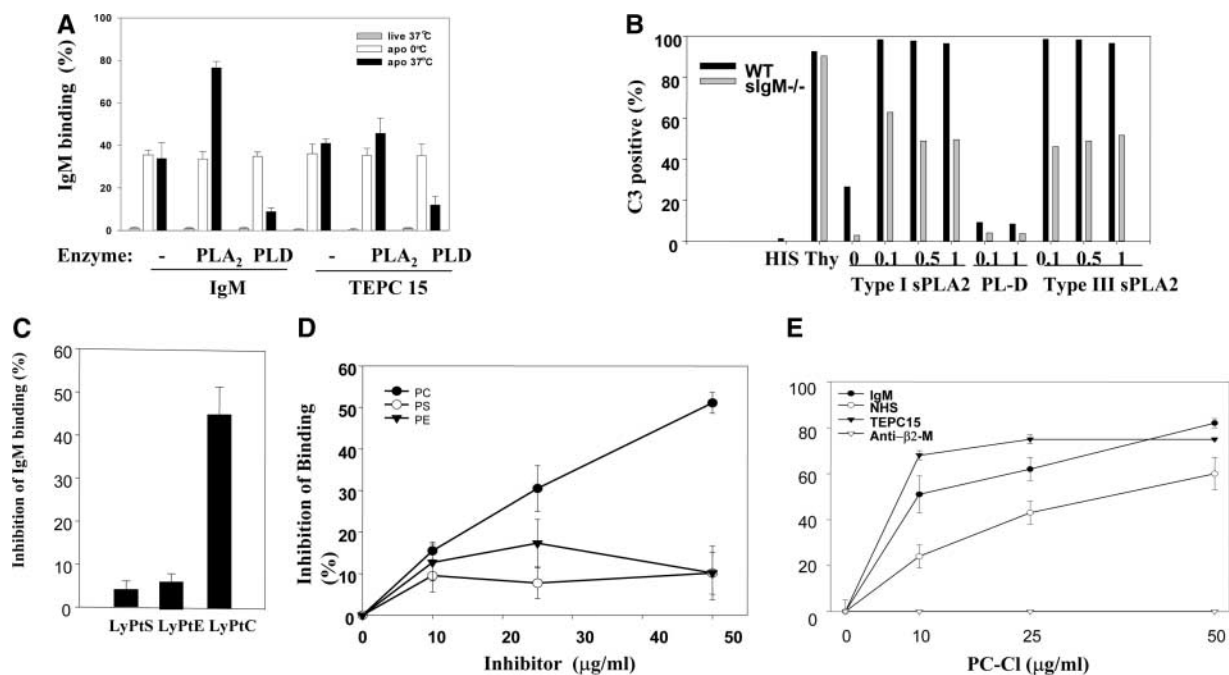 A
IgM binding (%)
100
80
60
40
20
0
live 37°C
apo 0°C
apo 37°C
Enzyme: - PLA2 PLD - PLA2 PLD
IgM TEPC 15
B
C3 positive (%)
100
80
60
40
20
0
WT
sIgM-/-
HIS Thy 0 0.1 0.5 1 0.1 1 0.1 0.5 1
Type I sPLA2 PL-D Type III sPLA2
C
Inhibition of IgM binding (%)
60
50
40
30
20
10
0
LyPtS LyPtE LyPtC
D
Inhibition of Binding
(%)
60
50
40
30
20
10
0
PC
PS
PE
0 10 20 30 40 50
Inhibitor (µg/ml)
E
100
80
60
40
20
0
IgM
NHS
TEPC15
Anti-β2-M
0 10 25 50
PC-Cl (µg/ml)